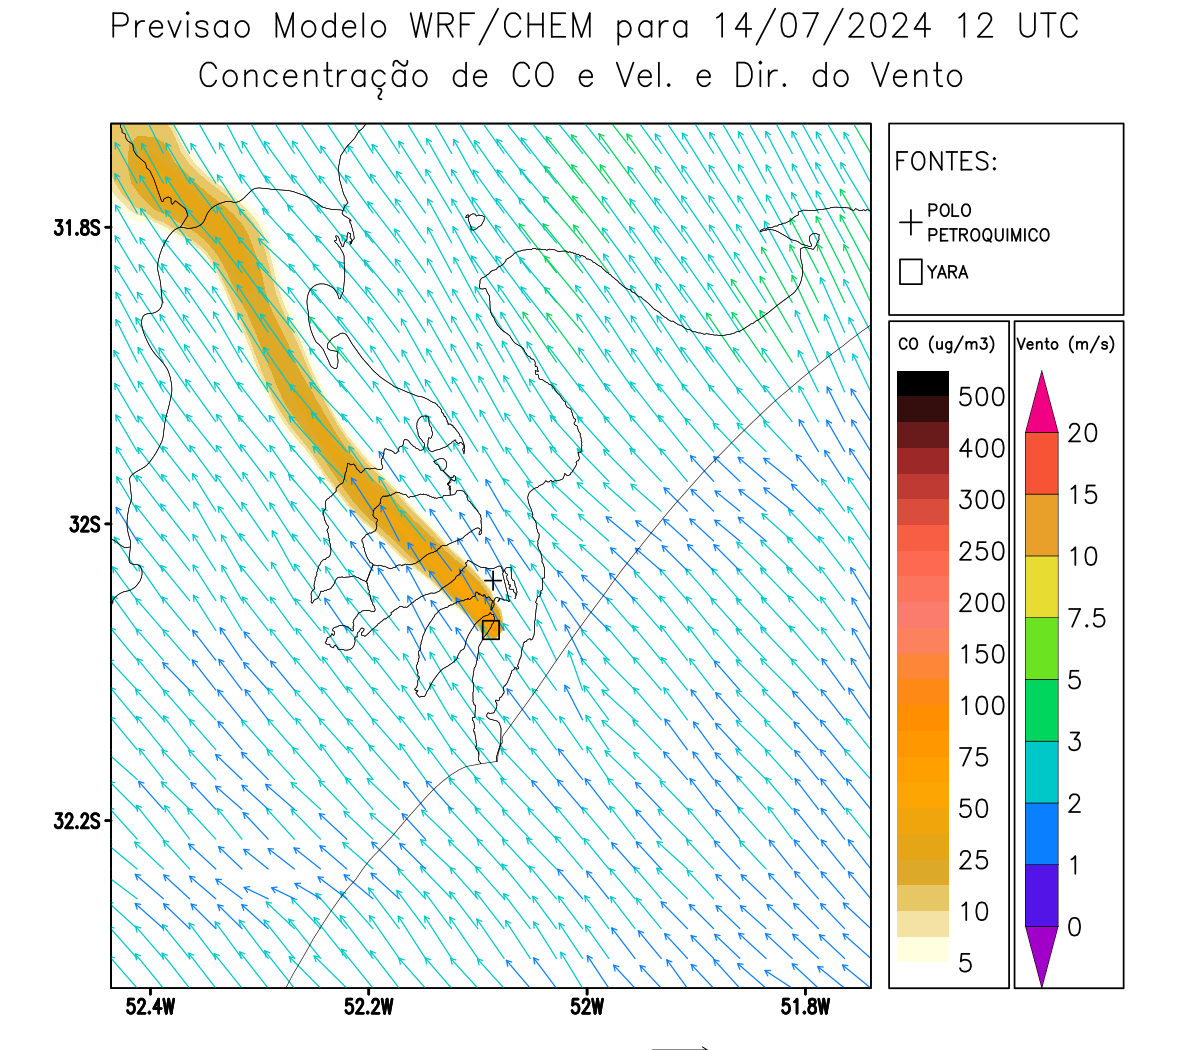 Previsao Modelo WRF/CHEM para 14/07/2024 12 UTC
Concentração de CO e Vel. e Dir. do Vento
FONTES:
POLO
PETROQUIMICO
YARA
CO (ug/m3)
500
400
300
250
200
150
100
75
50
25
10
5
Vento (m/s)
20
15
10
7.5
5
3
2
1
0
31.8S
32S
32.2S
52.4W 52.2W 52W 51.8W